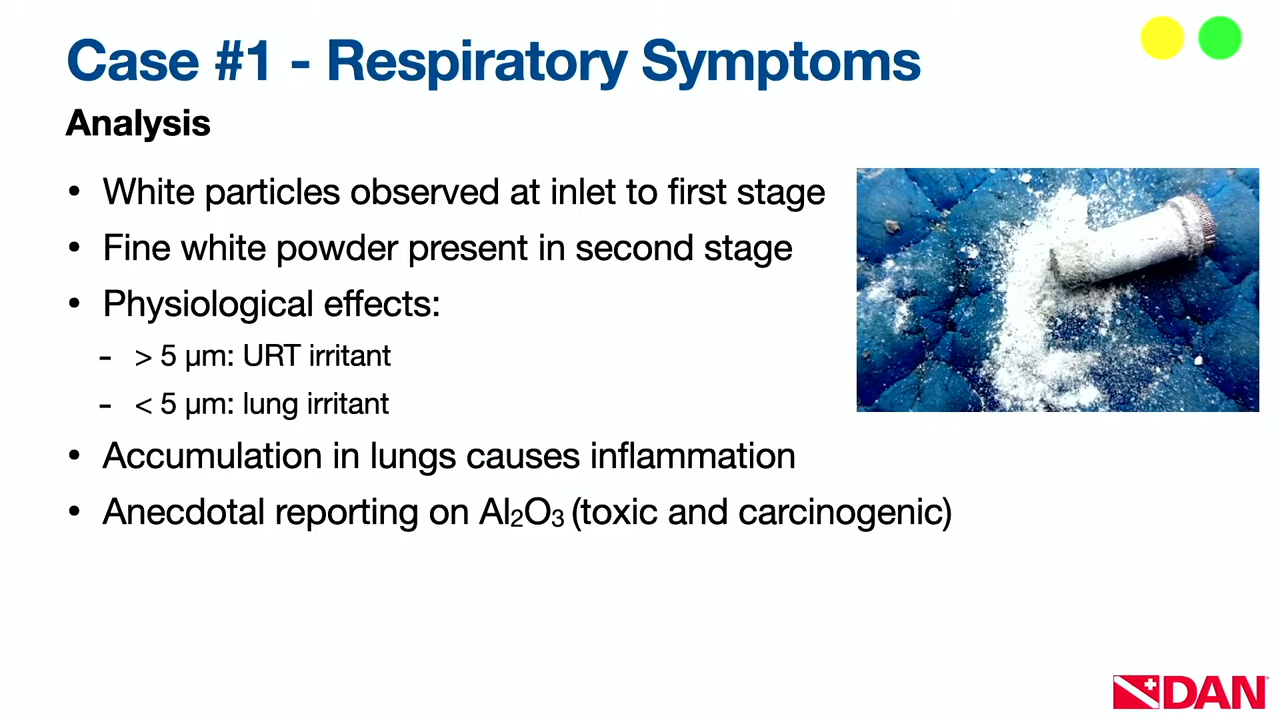 Case #1 - Respiratory Symptoms
Analysis
• White particles observed at inlet to first stage
• Fine white powder present in second stage
• Physiological effects:
- > 5 μm: URT irritant
- < 5 μm: lung irritant
• Accumulation in lungs causes inflammation
• Anecdotal reporting on Al₂O₃ (toxic and carcinogenic)
DAN